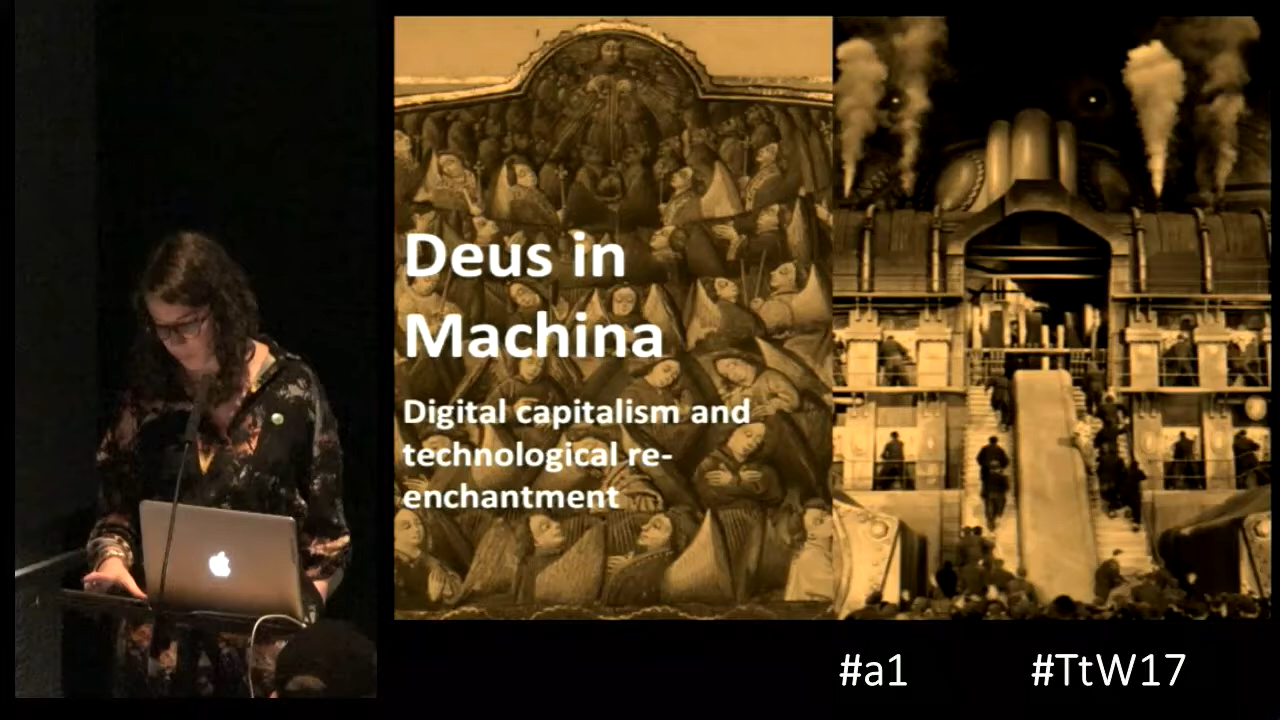 Deus in
Machina
Digital capitalism and
technological re-
enchantment
#a1
#TtW17